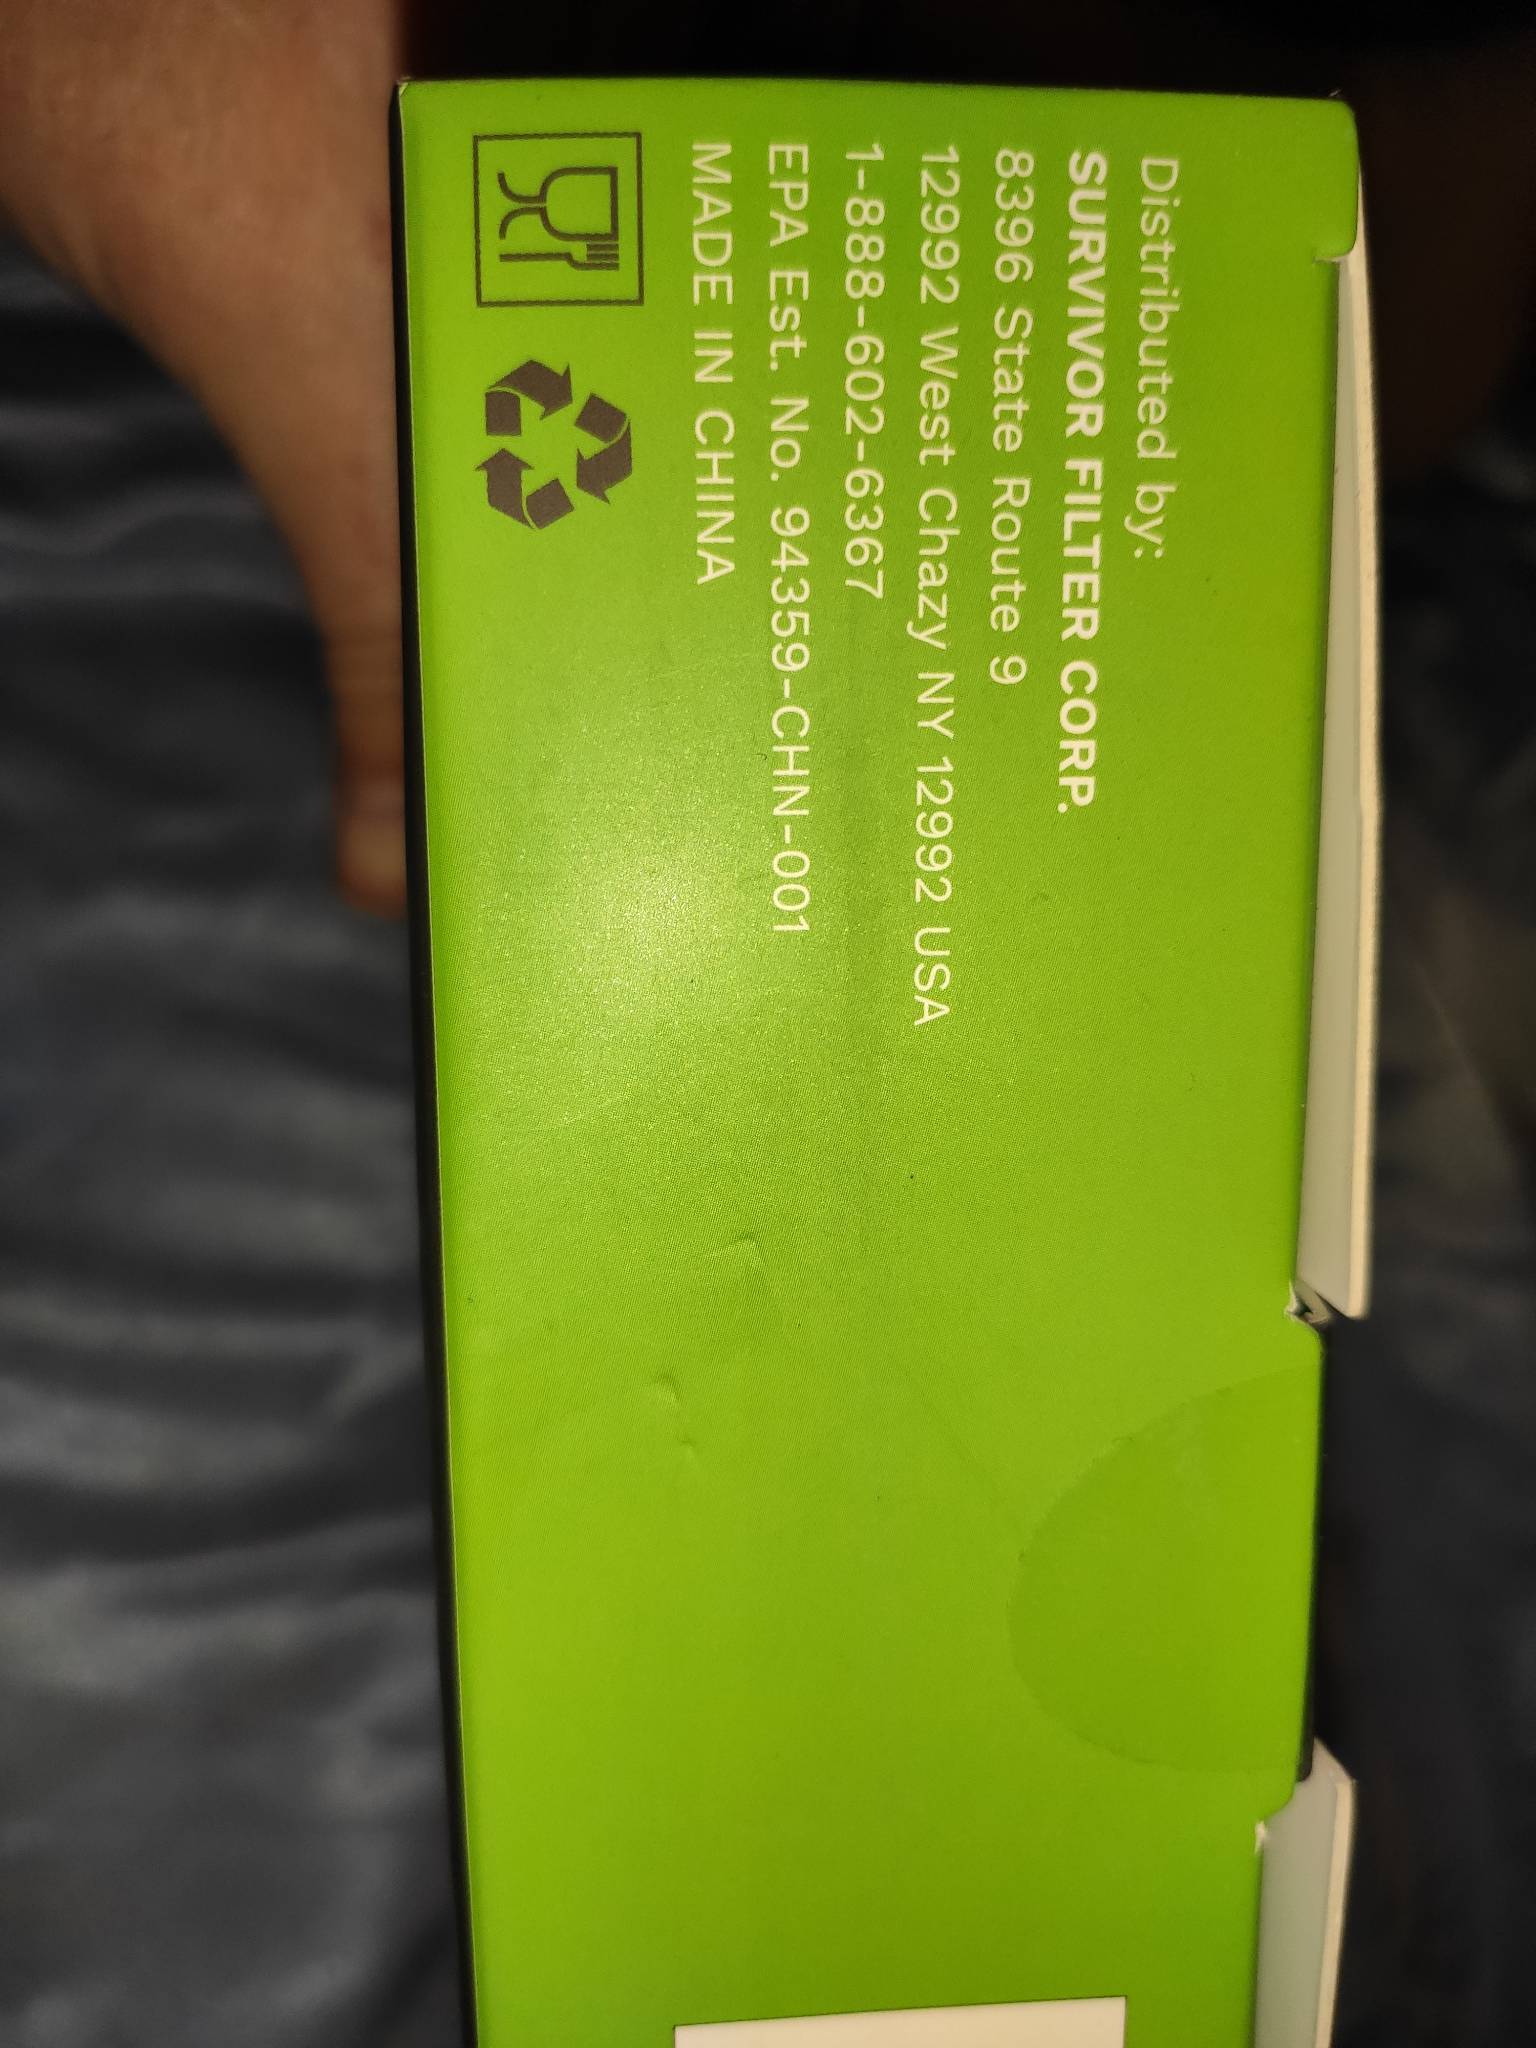 Distributed by:
SURVIVOR FILTER CORP.
8396 State Route 9
12992 West Chazy NY 12992 USA
1-888-602-6367
EPA Est. No. 94359-CHN-001
MADE IN CHINA